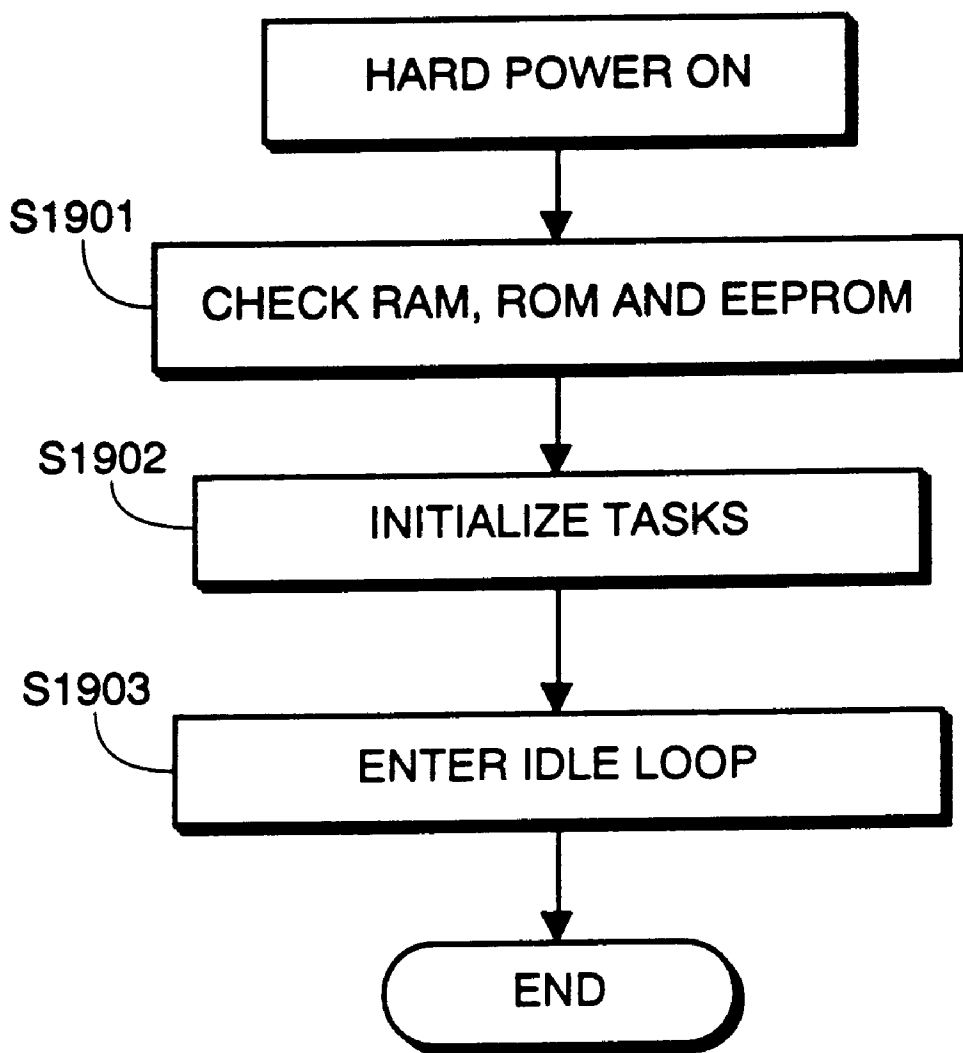 HARD POWER ON
S1901
CHECK RAM, ROM AND EEPROM
S1902
INITIALIZE TASKS
S1903
ENTER IDLE LOOP
END